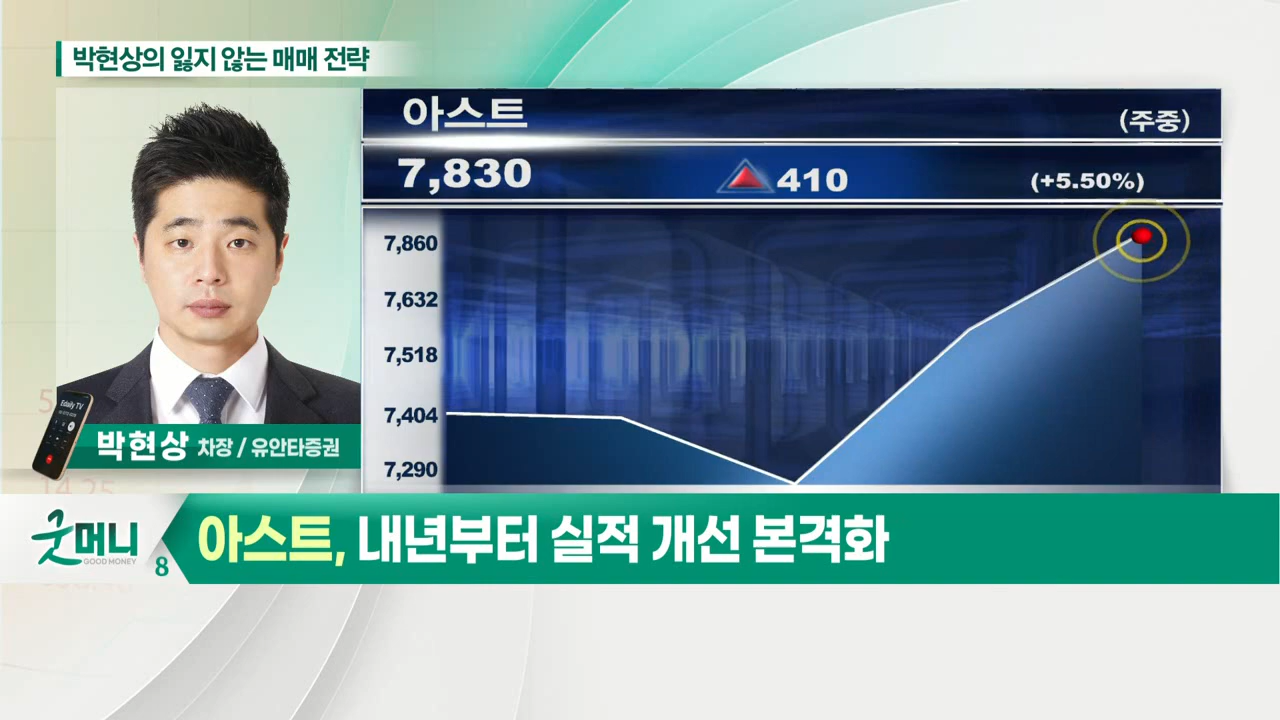 박현상의 잃지 않는 매매 전략
아스트 (주중)
7,830 410 (+5.50%)
7,860
7,632
7,518
7,404
7,290
Edaily TV
박현상 차장 / 유안타증권
14.25
굿머니
GOOD MONEY
8
아스트, 내년부터 실적 개선 본격화